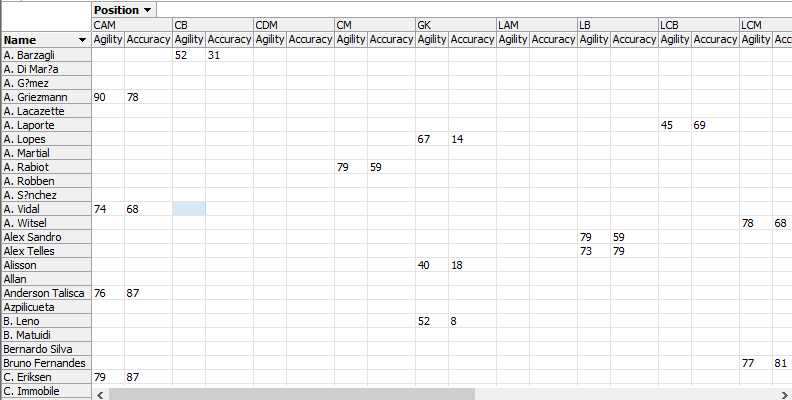 Position
CAM CB CDM CM GK LAM LB LCB LCM
Name Agility Accuracy Agility Accuracy Agility Accuracy Agility Accuracy Agility Accuracy Agility Accuracy Agility Accuracy Agility Accuracy Agility Acc
A. Barzagli 52 31
A. Di Mar?a
A. G?mez
A. Griezmann 90 78
A. Lacazette
A. Laporte 45 69
A. Lopes 67 14
A. Martial
A. Rabiot 79 59
A. Robben
A. S?nchez
A. Vidal 74 68
A. Witsel 78 68
Alex Sandro 79 59
Alex Telles 73 79
Alisson 40 18
Allan
Anderson Talisca 76 87
Azpilicueta
B. Leno 52 8
B. Matuidi
Bernardo Silva
Bruno Fernandes 77 81
C. Eriksen 79 87
C. Immobile